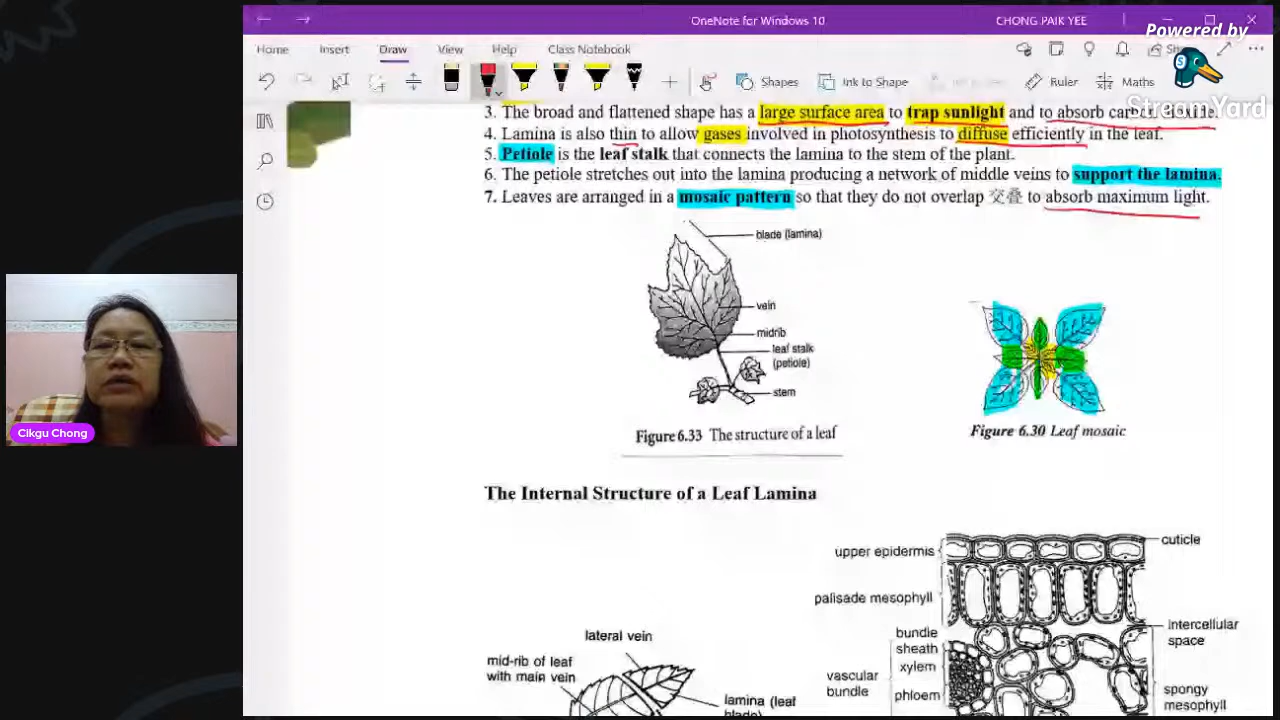 OneNote for Windows 10
CHONG PAIK YEE
Powered by
StreamYard
Home Insert Draw View Help Class Notebook
Shapes Ink to Shape Ruler Maths
3. The broad and flattened shape has a large surface area to trap sunlight and to absorb carbon
4. Lamina is also thin to allow gases involved in photosynthesis to diffuse efficiently in the leaf.
5. Petiole is the leaf stalk that connects the lamina to the stem of the plant.
6. The petiole stretches out into the lamina producing a network of middle veins to support the lamina.
7. Leaves are arranged in a mosaic pattern so that they do not overlap 交叠 to absorb maximum light.
blade (lamina)
vein
midrib
leaf stalk
(petiole)
stem
Figure 6.33 The structure of a leaf
Figure 6.30 Leaf mosaic
Cikgu Chong
The Internal Structure of a Leaf Lamina
upper epidermis
cuticle
palisade mesophyll
intercellular
space
bundle
sheath
xylem
phloem
vascular
bundle
spongy
mesophyll
lateral vein
mid-rib of leaf
with main vein
lamina (leaf
blade)